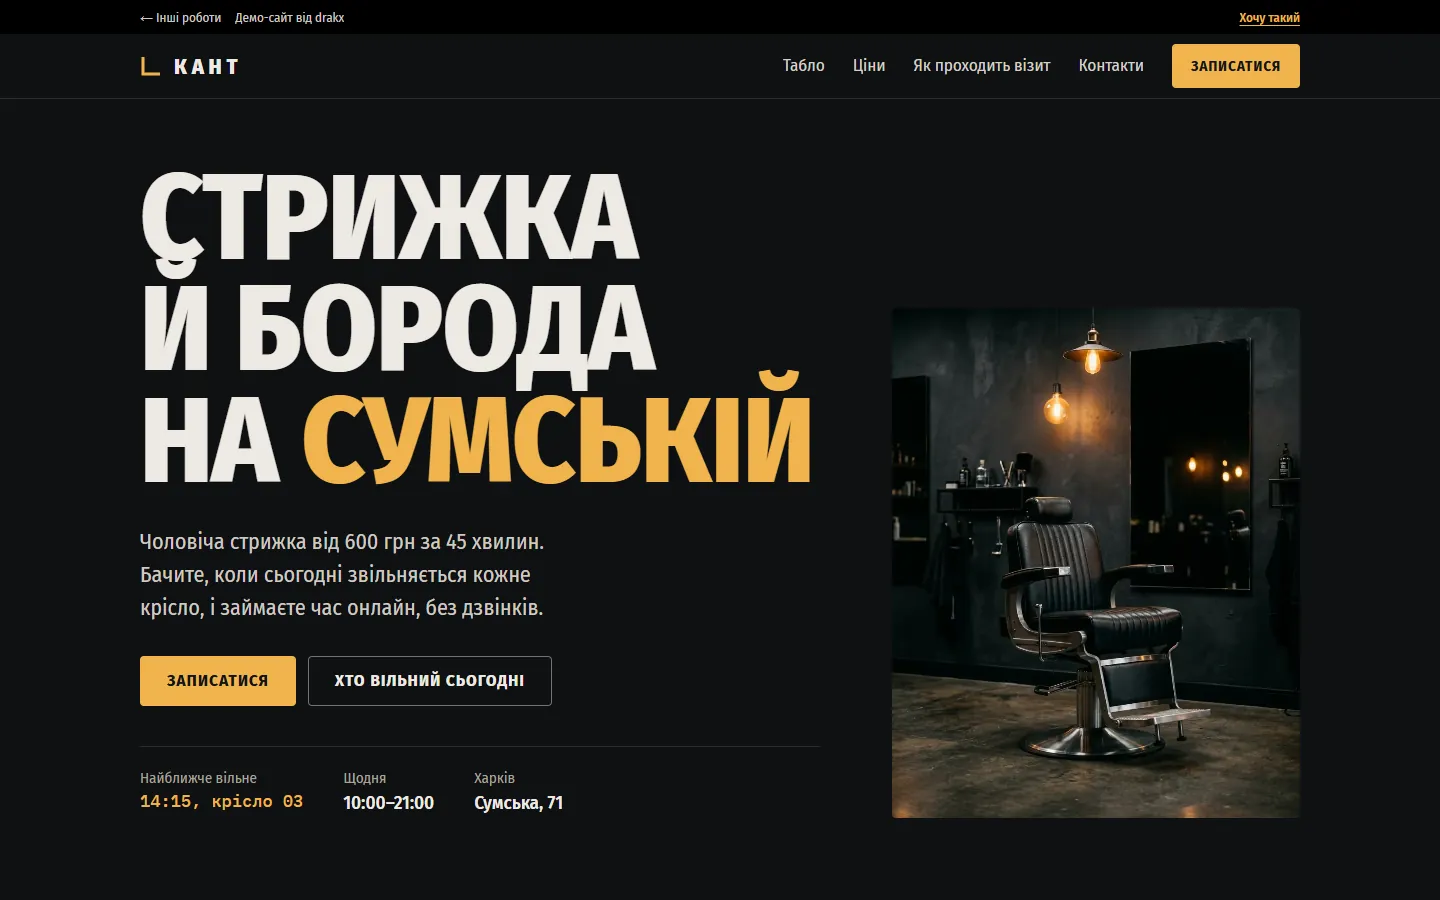 ← Інші роботи Демо-сайт від drakx Хочу такий
КАНТ Табло Ціни Як проходить візит Контакти ЗАПИСАТИСЯ
СТРИЖКА
Й БОРОДА
НА СУМСЬКІЙ
Чоловіча стрижка від 600 грн за 45 хвилин.
Бачите, коли сьогодні звільняється кожне
крісло, і займаєте час онлайн, без дзвінків.
ЗАПИСАТИСЯ ХТО ВІЛЬНИЙ СЬОГОДНІ
Найближче вільне Щодня Харків
14:15, крісло 03 10:00–21:00 Сумська, 71